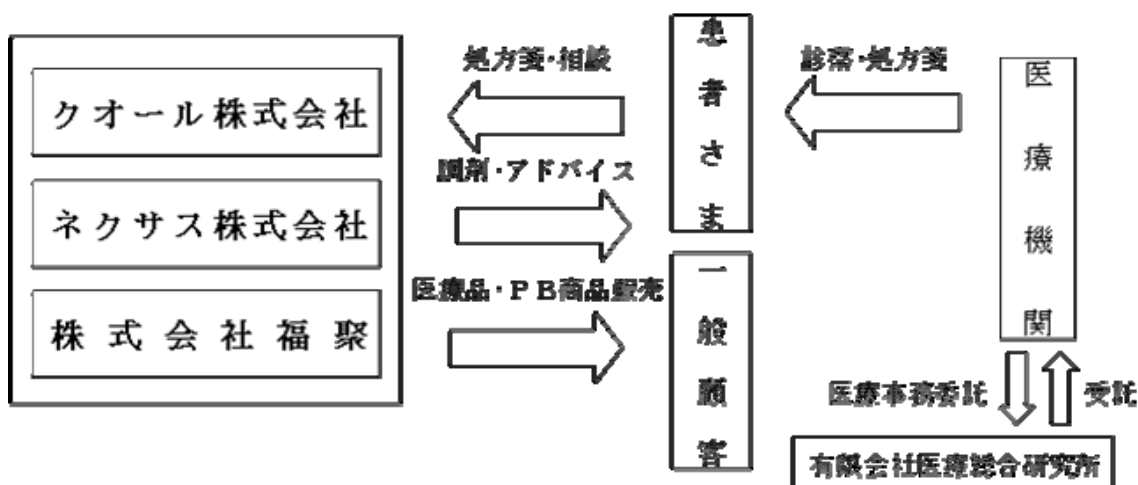 クオール株式会社
ネクサス株式会社
株式会社福聚
処方箋・相談
調剤・アドバイス
医療品・PB商品販売
患者さま
一般顧客
診落・処方箋
医療機関
医療事務委託
受託
有限会社医療総合研究所